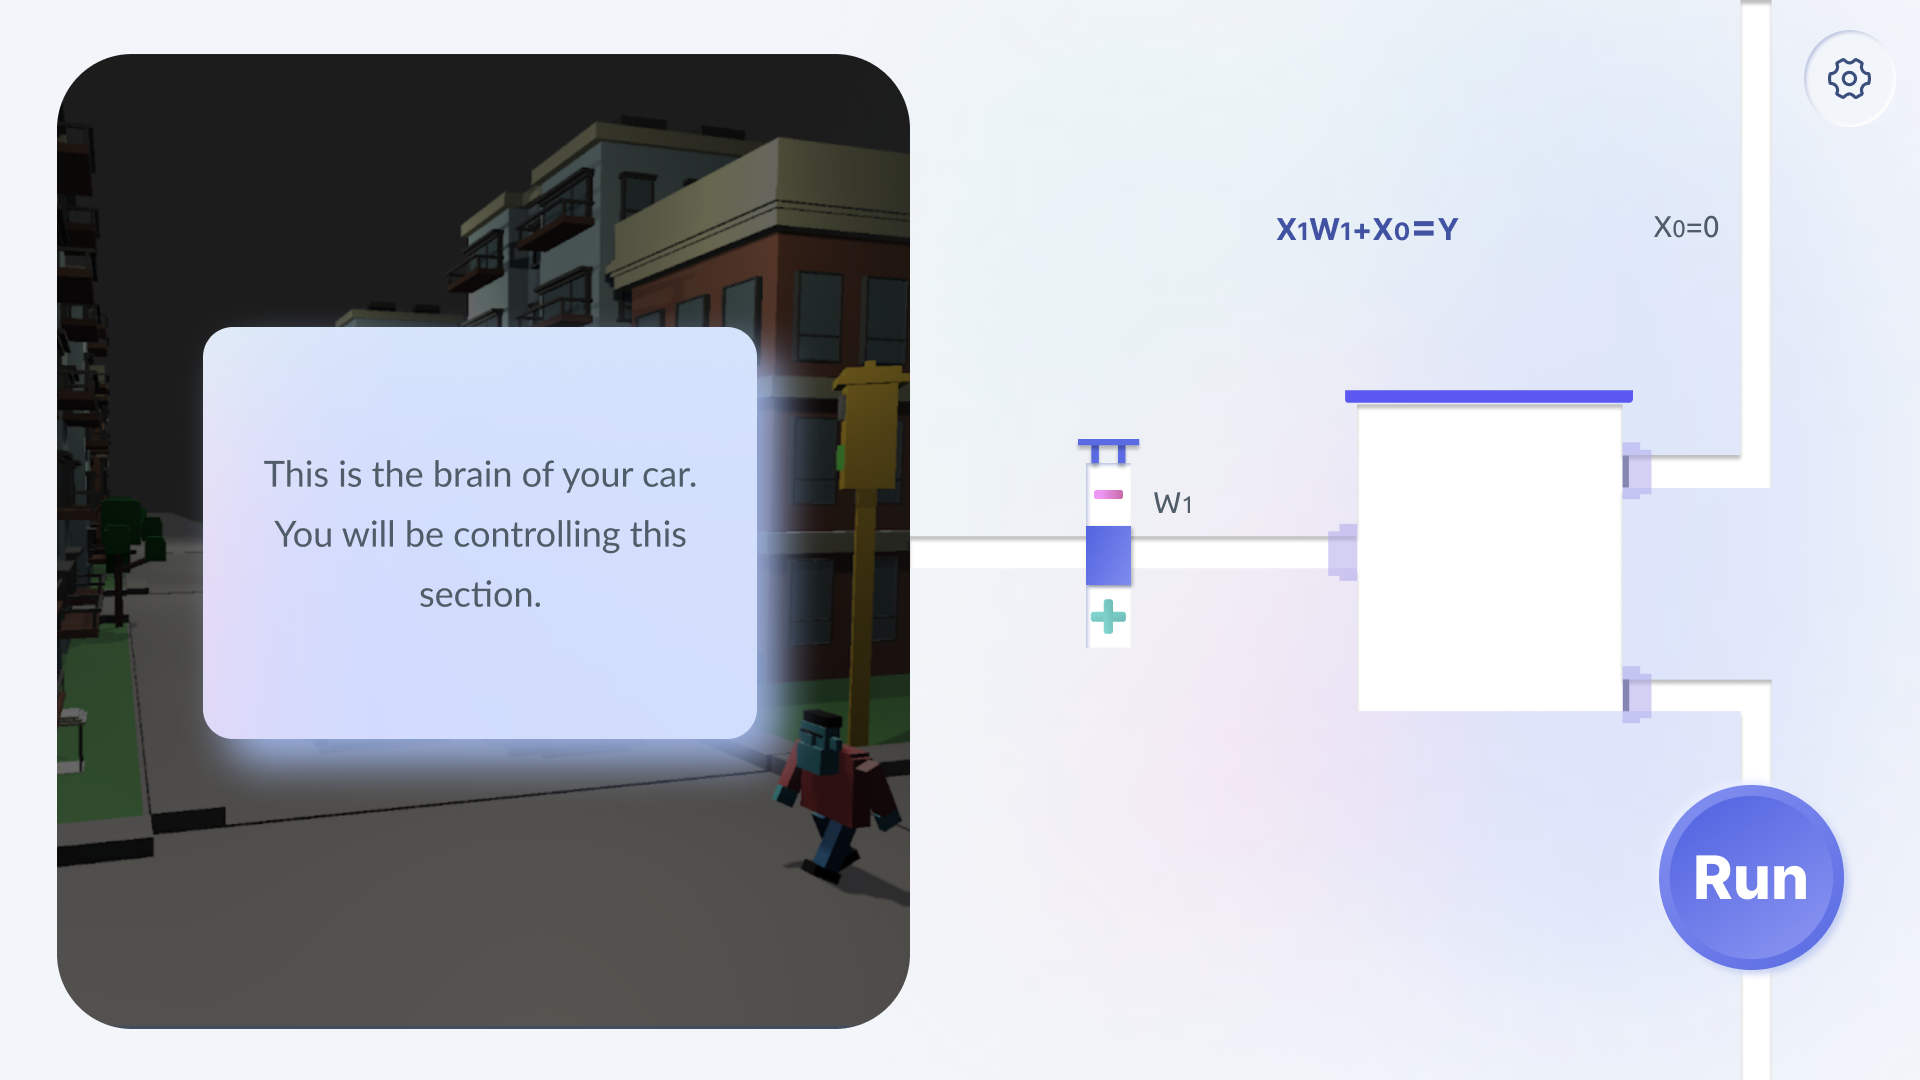 This is the brain of your car.
You will be controlling this
section.
X1W1+X0=Y
X0=0
W1
Run